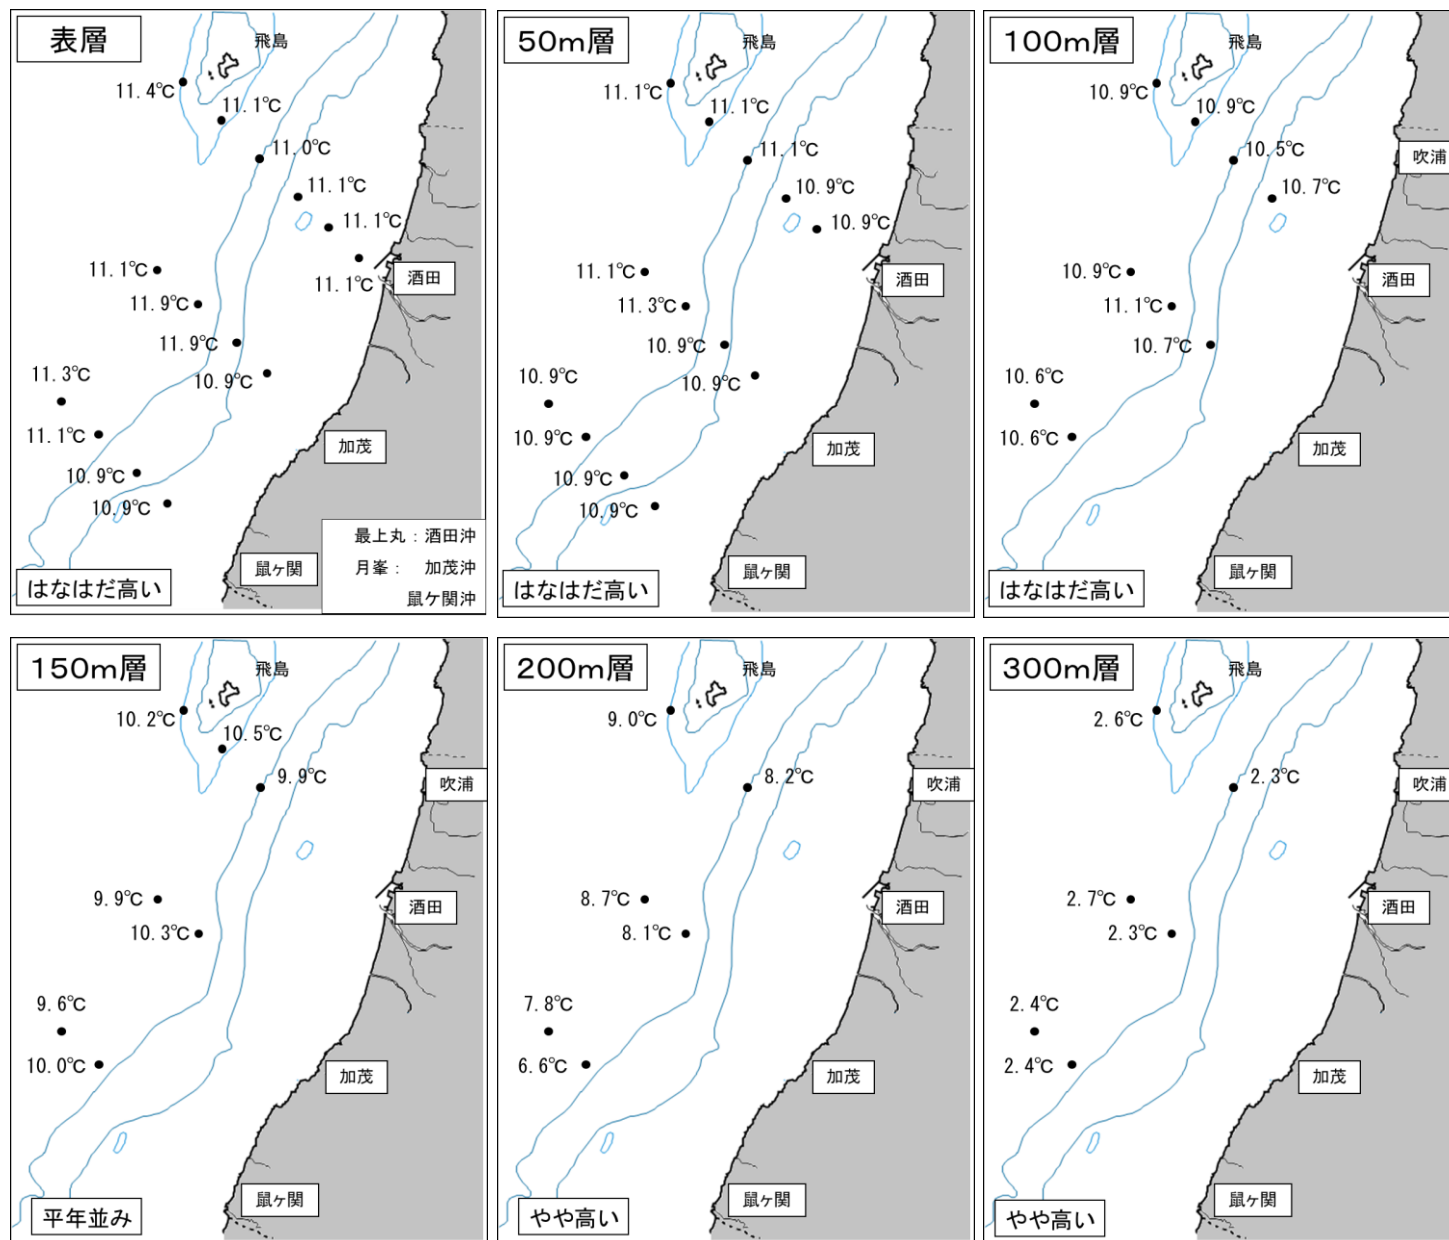 表層
飛島
11.4℃
11.1℃
11.0℃
11.1℃
11.1℃
11.1℃
11.1℃
酒田
11.9℃
11.9℃
11.3℃
10.9℃
11.1℃
加茂
10.9℃
10.9℃
最上丸：酒田沖
月峯： 加茂沖
鼠ケ関沖
鼠ヶ関
はなはだ高い
50m層
飛島
11.1℃
11.1℃
11.1℃
10.9℃
10.9℃
11.1℃
酒田
11.3℃
10.9℃
10.9℃
10.9℃
10.9℃
加茂
10.9℃
10.9℃
鼠ヶ関
はなはだ高い
100m層
飛島
10.9℃
10.9℃
10.5℃
吹浦
10.7℃
10.9℃
酒田
11.1℃
10.7℃
10.6℃
10.6℃
加茂
鼠ヶ関
はなはだ高い
150m層
飛島
10.2℃
10.5℃
9.9℃
吹浦
9.9℃
酒田
10.3℃
9.6℃
10.0℃
加茂
鼠ヶ関
平年並み
200m層
飛島
9.0℃
8.2℃
吹浦
8.7℃
酒田
8.1℃
7.8℃
6.6℃
加茂
鼠ヶ関
やや高い
300m層
飛島
2.6℃
2.3℃
吹浦
2.7℃
酒田
2.3℃
2.4℃
2.4℃
加茂
鼠ヶ関
やや高い